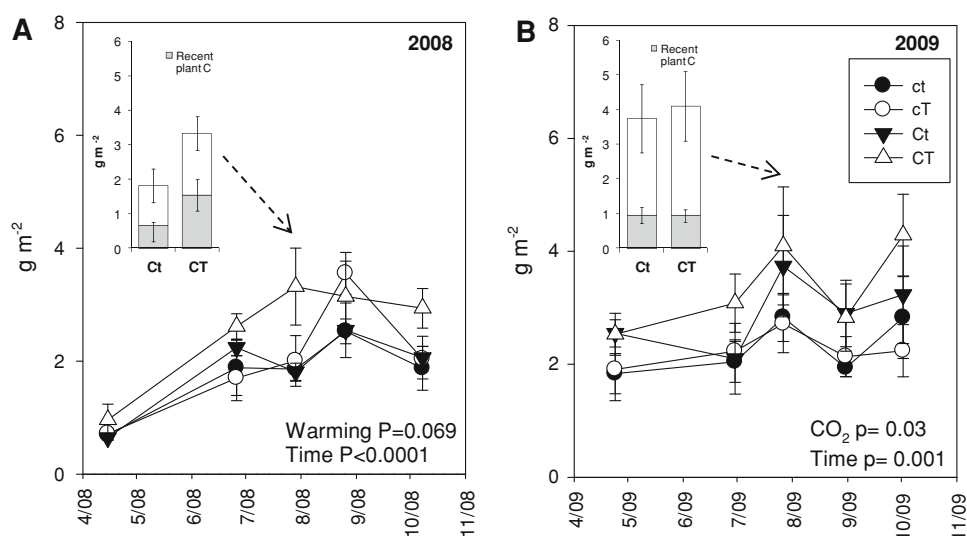 A
2008
8
6
4
2
0
g m-2
6
5
4
3
2
1
0
g m-2
Recent
plant C
Ct CT
Warming P=0.069
Time P<0.0001
4/08 5/08 6/08 7/08 8/08 9/08 10/08 11/08
B
2009
8
6
4
2
0
g m-2
6
5
4
3
2
1
0
g m-2
Recent
plant C
Ct CT
ct
cT
Ct
CT
CO2 p= 0.03
Time p= 0.001
4/09 5/09 6/09 7/09 8/09 9/09 10/09 11/09